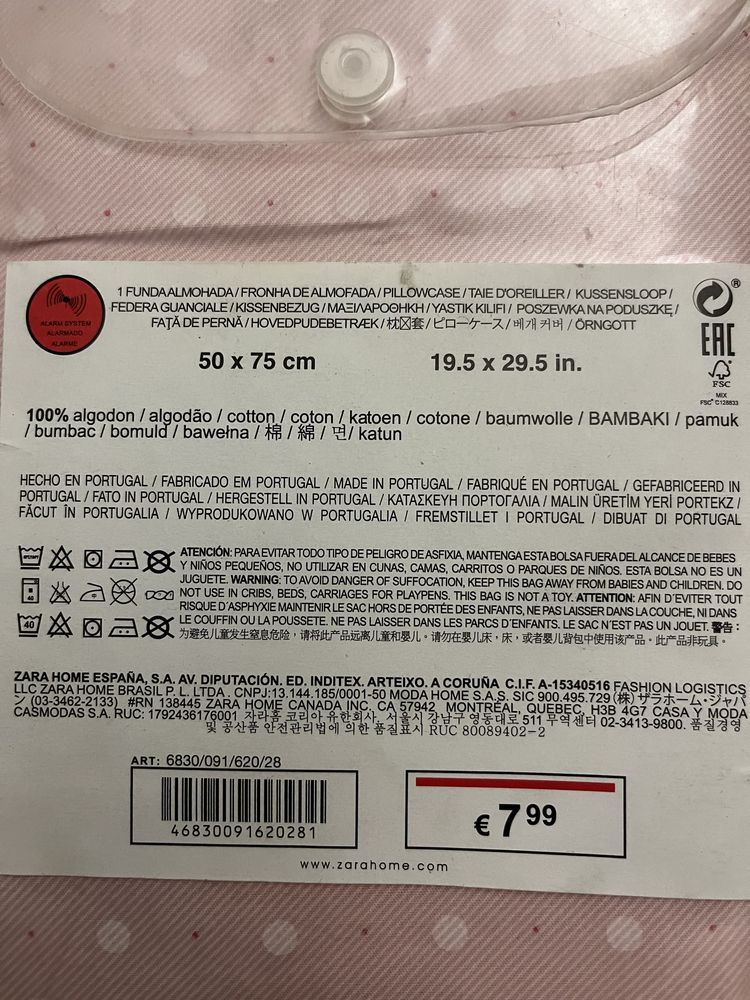 ALARM SYSTEM
ALARMADO
ALARME
1 FUNDA ALMOHADA / FRONHA DE ALMOFADA / PILLOWCASE / TAIE D'OREILLER / KUSSENSLOOP /
FEDERA GUANCIALE / KISSENBEZUG / ΜΑΞΙΛΑΡΟΘΗΚΗ / YASTIK KILIFI / POSZEWKA NA PODUSZKĘ /
FAŢĂ DE PERNĂ / HOVEDPUDEBETRÆK / 枕套 / ピローケース / 베개 커버 / ÖRNGOTT
50 x 75 cm
19.5 x 29.5 in.
®
EAC
FSC
MIX
FSC® C128833
100% algodon / algodão / cotton / coton / katoen / cotone / baumwolle / BAMBAKI / pamuk
/ bumbac / bomuld / bawełna / 棉 / 綿 / 면 / katun
HECHO EN PORTUGAL / FABRICADO EM PORTUGAL / MADE IN PORTUGAL / FABRIQUÉ EN PORTUGAL / GEFABRICEERD IN
PORTUGAL / FATO IN PORTUGAL / HERGESTELL IN PORTUGAL / ΚΑΤΑΣΚΕΥΗ ΠΟΡΤΟΓΑΛΙΑ / MALIN ÜRETİM YERİ PORTEKZ /
FĂCUT ÎN PORTUGALIA / WYPRODUKOWANO W PORTUGALIA / FREMSTILLET I PORTUGAL / DIBUAT DI PORTUGAL
ATENCIÓN: PARA EVITAR TODO TIPO DE PELIGRO DE ASFIXIA, MANTENGA ESTA BOLSA FUERA DEL ALCANCE DE BEBES
Y NIÑOS PEQUEÑOS, NO UTILIZAR EN CUNAS, CAMAS, CARRITOS O PARQUES DE NIÑOS. ESTA BOLSA NO ES UN
40
JUGUETE. WARNING: TO AVOID DANGER OF SUFFOCATION, KEEP THIS BAG AWAY FROM BABIES AND CHILDREN. DO
NOT USE IN CRIBS, BEDS, CARRIAGES FOR PLAYPENS. THIS BAG IS NOT A TOY. ATTENTION: AFIN D'EVITER TOUT
40
RISQUE D'ASPHYXIE MAINTENIR LE SAC HORS DE PORTÉE DES ENFANTS, NE PAS LAISSER DANS LA COUCHE, NI DANS
LE COUFFIN OU LA POUSSETE. NE PAS LAISSER DANS LES PARCS D'ENFANTS. LE SAC N'EST PAS UN JOUET. 警告：
为避免儿童发生窒息危险，请将此产品远离儿童和婴儿。请勿在婴儿床，床，或者婴儿背包中使用该产品。此产品非玩具。
ZARA HOME ESPAÑA, S.A. AV. DIPUTACIÓN. ED. INDITEX. ARTEIXO. A CORUÑA C.I.F. A-15340516 FASHION LOGISTICS
LLC ZARA HOME BRASIL P. L. LTDA . CNPJ:13.144.185/0001-50 MODA HOME S.A.S. SIC 900.495.729 (株) ザラホーム・ジャパ
ン (03-3462-2133) #RN 138445 ZARA HOME CANADA INC. CA 57942 MONTRÉAL, QUEBEC, H3B 4G7 CASA Y MODA
CASMODAS S.A. RUC: 1792436176001 자라홈 코리아 유한회사, 서울시 강남구 영동대로 511 무역센터 02-3413-9800. 품질경영
및 공산품 안전관리법에 의한 품질표시 RUC 80089402-2
ART: 6830/091/620/28
46830091620281
€ 7 99
www.zarahome.com